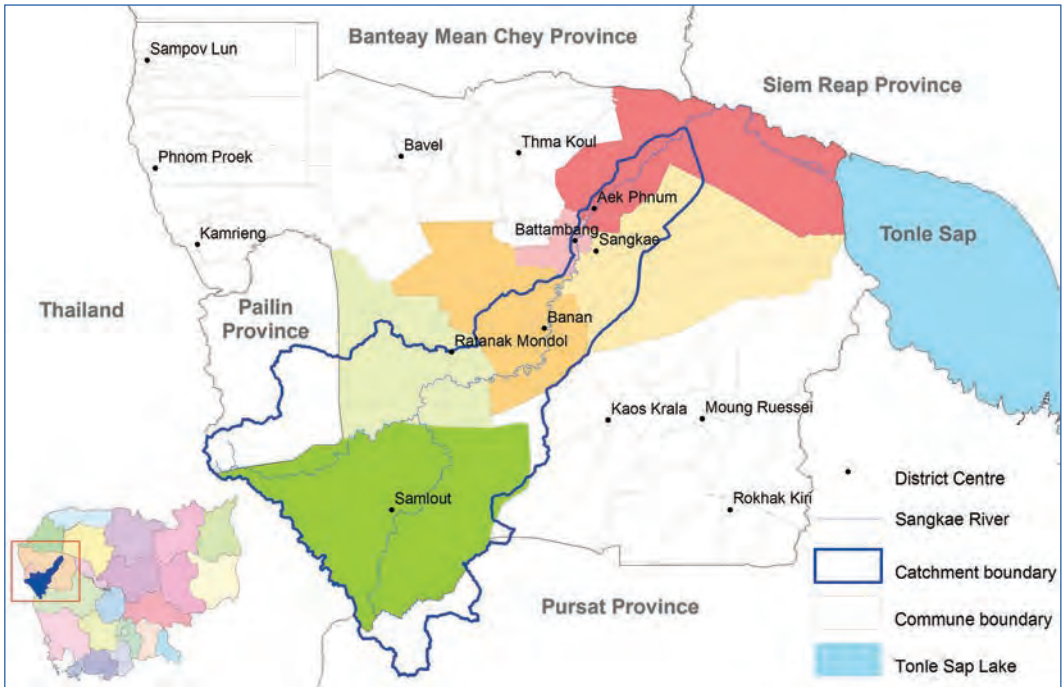 Banteay Mean Chey Province
Sampov Lun
Siem Reap Province
Bavel
Thma Koul
Phnom Proek
Aek Phnum
Battambang
Sangkae
Kamrieng
Tonle Sap
Thailand
Pailin
Province
Banan
Ratanak Mondol
Kaos Krala
Moung Ruessei
District Centre
Samlout
Rokhak Kiri
Sangkae River
Catchment boundary
Pursat Province
Commune boundary
Tonle Sap Lake